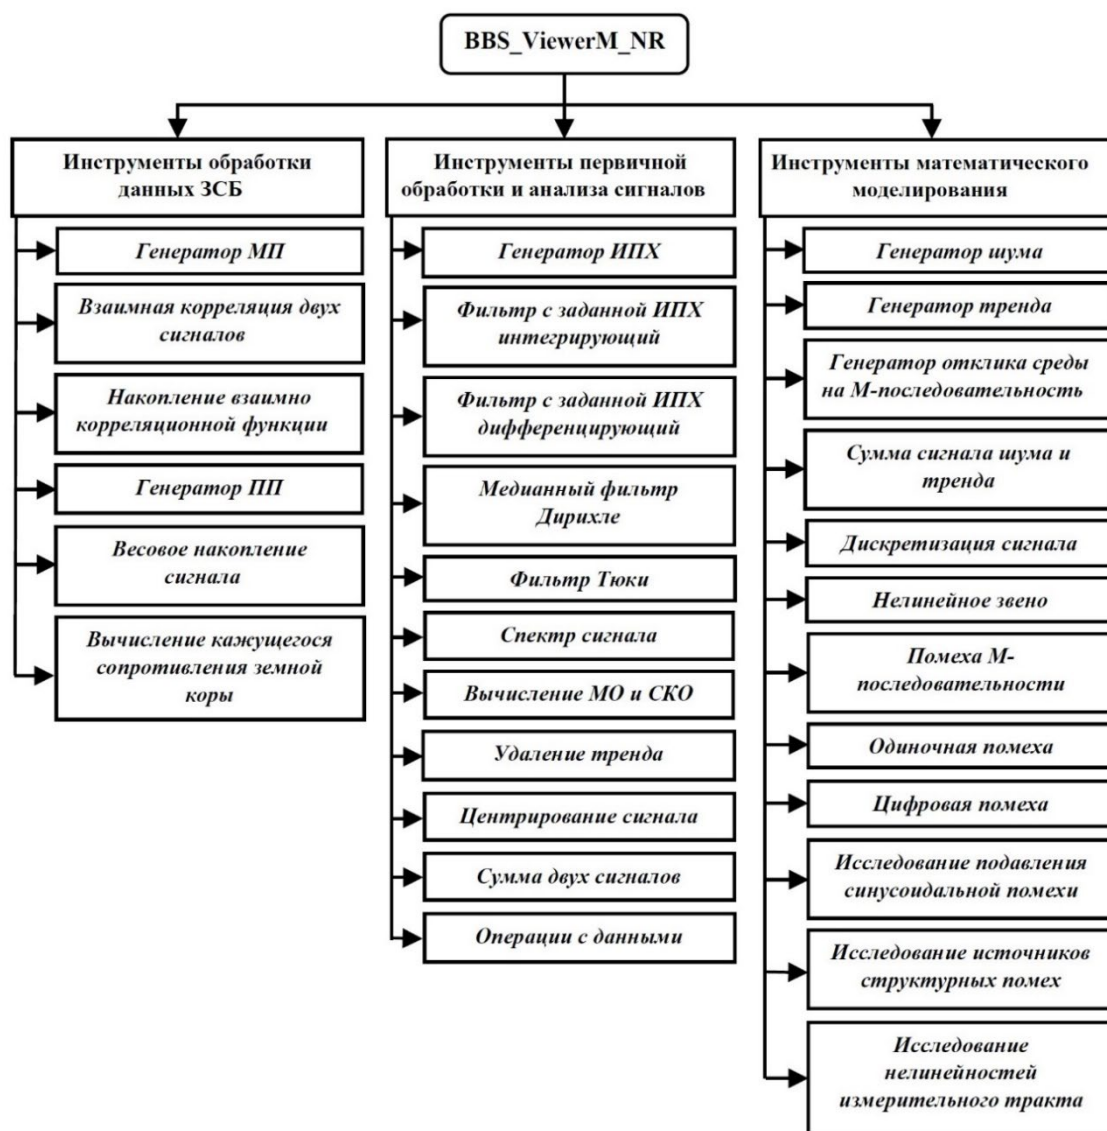 BBS_ViewerM_NR
Инструменты обработки
данных ЗСБ
Генератор МП
Взаимная корреляция двух
сигналов
Накопление взаимно
корреляционной функции
Генератор ПП
Весовое накопление
сигнала
Вычисление кажущегося
сопротивления земной
коры
Инструменты первичной
обработки и анализа сигналов
Генератор ИПХ
Фильтр с заданной ИПХ
интегрирующий
Фильтр с заданной ИПХ
дифференцирующий
Медианный фильтр
Дирихле
Фильтр Тюки
Спектр сигнала
Вычисление МО и СКО
Удаление тренда
Центрирование сигнала
Сумма двух сигналов
Операции с данными
Инструменты математического
моделирования
Генератор шума
Генератор тренда
Генератор отклика среды
на М-последовательность
Сумма сигнала шума и
тренда
Дискретизация сигнала
Нелинейное звено
Помеха М-
последовательности
Одиночная помеха
Цифровая помеха
Исследование подавления
синусоидальной помехи
Исследование источников
структурных помех
Исследование
нелинейностей
измерительного тракта